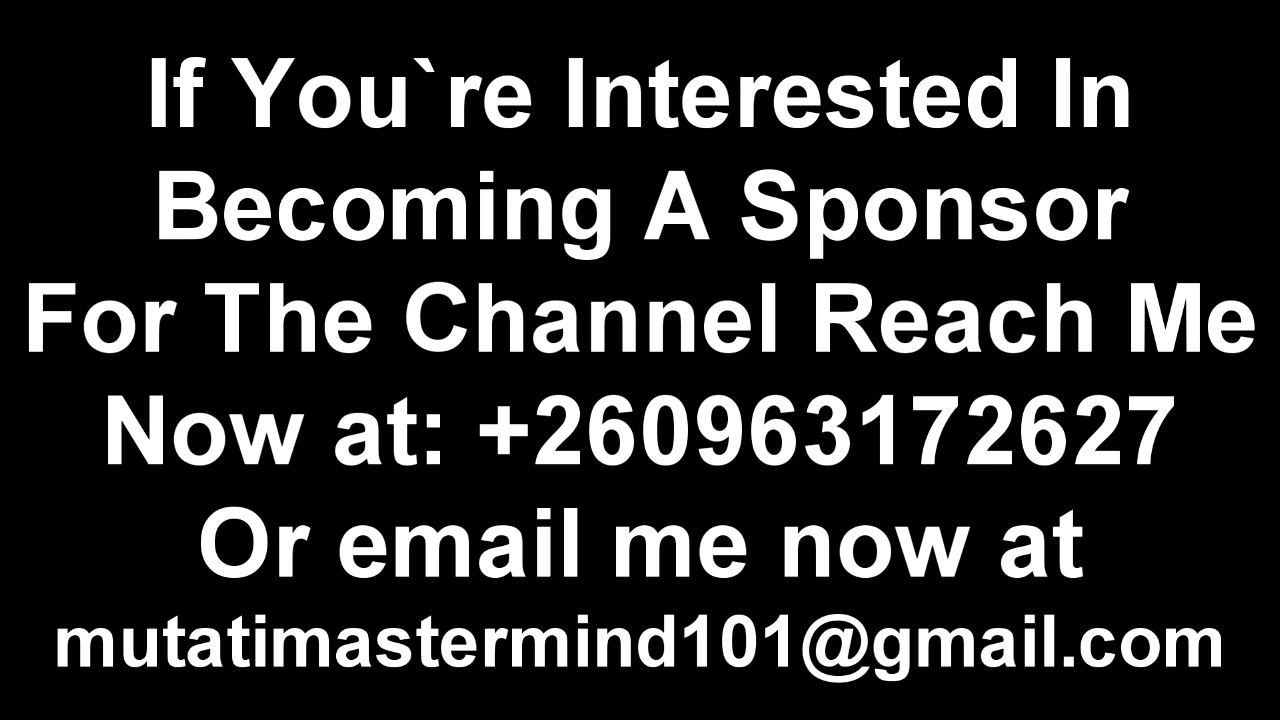 If You`re Interested In
Becoming A Sponsor
For The Channel Reach Me
Now at: +260963172627
Or email me now at
mutatimastermind101@gmail.com